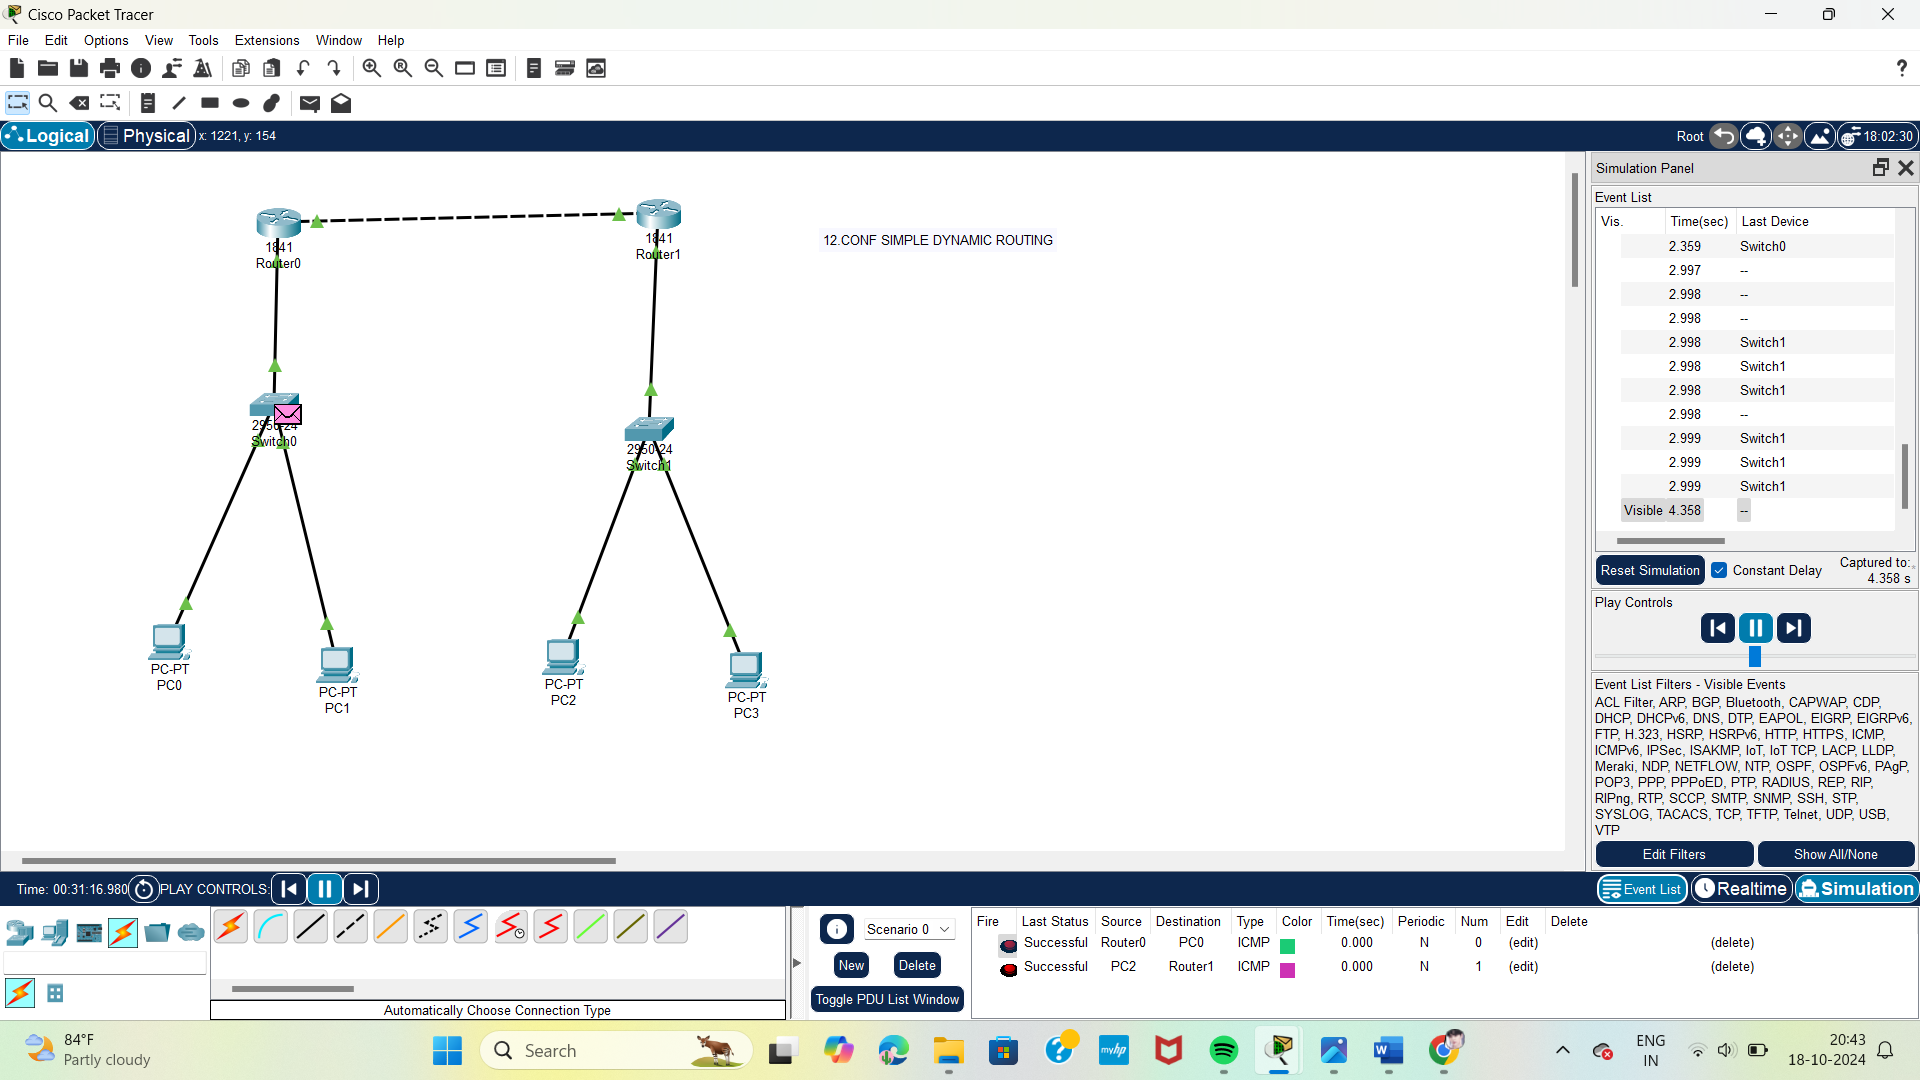 Cisco Packet Tracer
File Edit Options View Tools Extensions Window Help
Logical Physical x: 1221, y: 154
Root 18:02:30
1841
Router0
1841
Router1
12.CONF SIMPLE DYNAMIC ROUTING
2950-24
Switch0
2950-24
Switch1
PC-PT
PC0
PC-PT
PC1
PC-PT
PC2
PC-PT
PC3
Simulation Panel
Event List
Vis. Time(sec) Last Device
2.359 Switch0
2.997 --
2.998 --
2.998 --
2.998 Switch1
2.998 Switch1
2.998 Switch1
2.998 --
2.999 Switch1
2.999 Switch1
2.999 Switch1
Visible 4.358 --
Reset Simulation Constant Delay Captured to:
4.358 s
Play Controls
Event List Filters - Visible Events
ACL Filter, ARP, BGP, Bluetooth, CAPWAP, CDP,
DHCP, DHCPv6, DNS, DTP, EAPOL, EIGRP, EIGRPv6,
FTP, H.323, HSRP, HSRPv6, HTTP, HTTPS, ICMP,
ICMPv6, IPSec, ISAKMP, IoT, IoT TCP, LACP, LLDP,
Meraki, NDP, NETFLOW, NTP, OSPF, OSPFv6, PAgP,
POP3, PPP, PPPoED, PTP, RADIUS, REP, RIP,
RIPng, RTP, SCCP, SMTP, SNMP, SSH, STP,
SYSLOG, TACACS, TCP, TFTP, Telnet, UDP, USB,
VTP
Edit Filters Show All/None
Time: 00:31:16.980 PLAY CONTROLS:
Event List Realtime Simulation
Automatically Choose Connection Type
Scenario 0
New Delete
Toggle PDU List Window
Fire Last Status Source Destination Type Color Time(sec) Periodic Num Edit Delete
Successful Router0 PC0 ICMP 0.000 N 0 (edit) (delete)
Successful PC2 Router1 ICMP 0.000 N 1 (edit) (delete)
84°F
Partly cloudy
Search
myhp
ENG
IN
20:43
18-10-2024